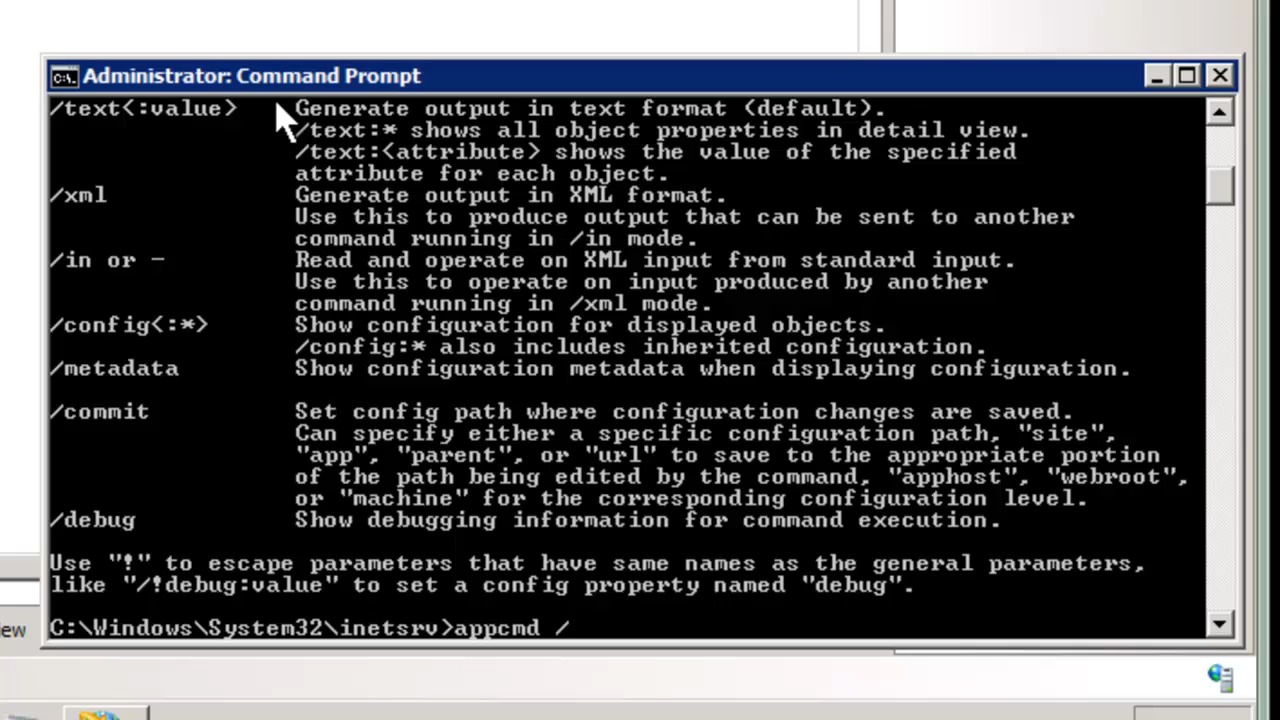 Administrator: Command Prompt
/text<:value> Generate output in text format (default).
/text:* shows all object properties in detail view.
/text:<attribute> shows the value of the specified
attribute for each object.
/xml Generate output in XML format.
Use this to produce output that can be sent to another
command running in /in mode.
/in or - Read and operate on XML input from standard input.
Use this to operate on input produced by another
command running in /xml mode.
/config<:*> Show configuration for displayed objects.
/config:* also includes inherited configuration.
/metadata Show configuration metadata when displaying configuration.
/commit Set config path where configuration changes are saved.
Can specify either a specific configuration path, "site",
"app", "parent", or "url" to save to the appropriate portion
of the path being edited by the command, "apphost", "webroot",
or "machine" for the corresponding configuration level.
/debug Show debugging information for command execution.
Use "!" to escape parameters that have same names as the general parameters,
like "/!debug:value" to set a config property named "debug".
C:\Windows\System32\inetsrv>appcmd /